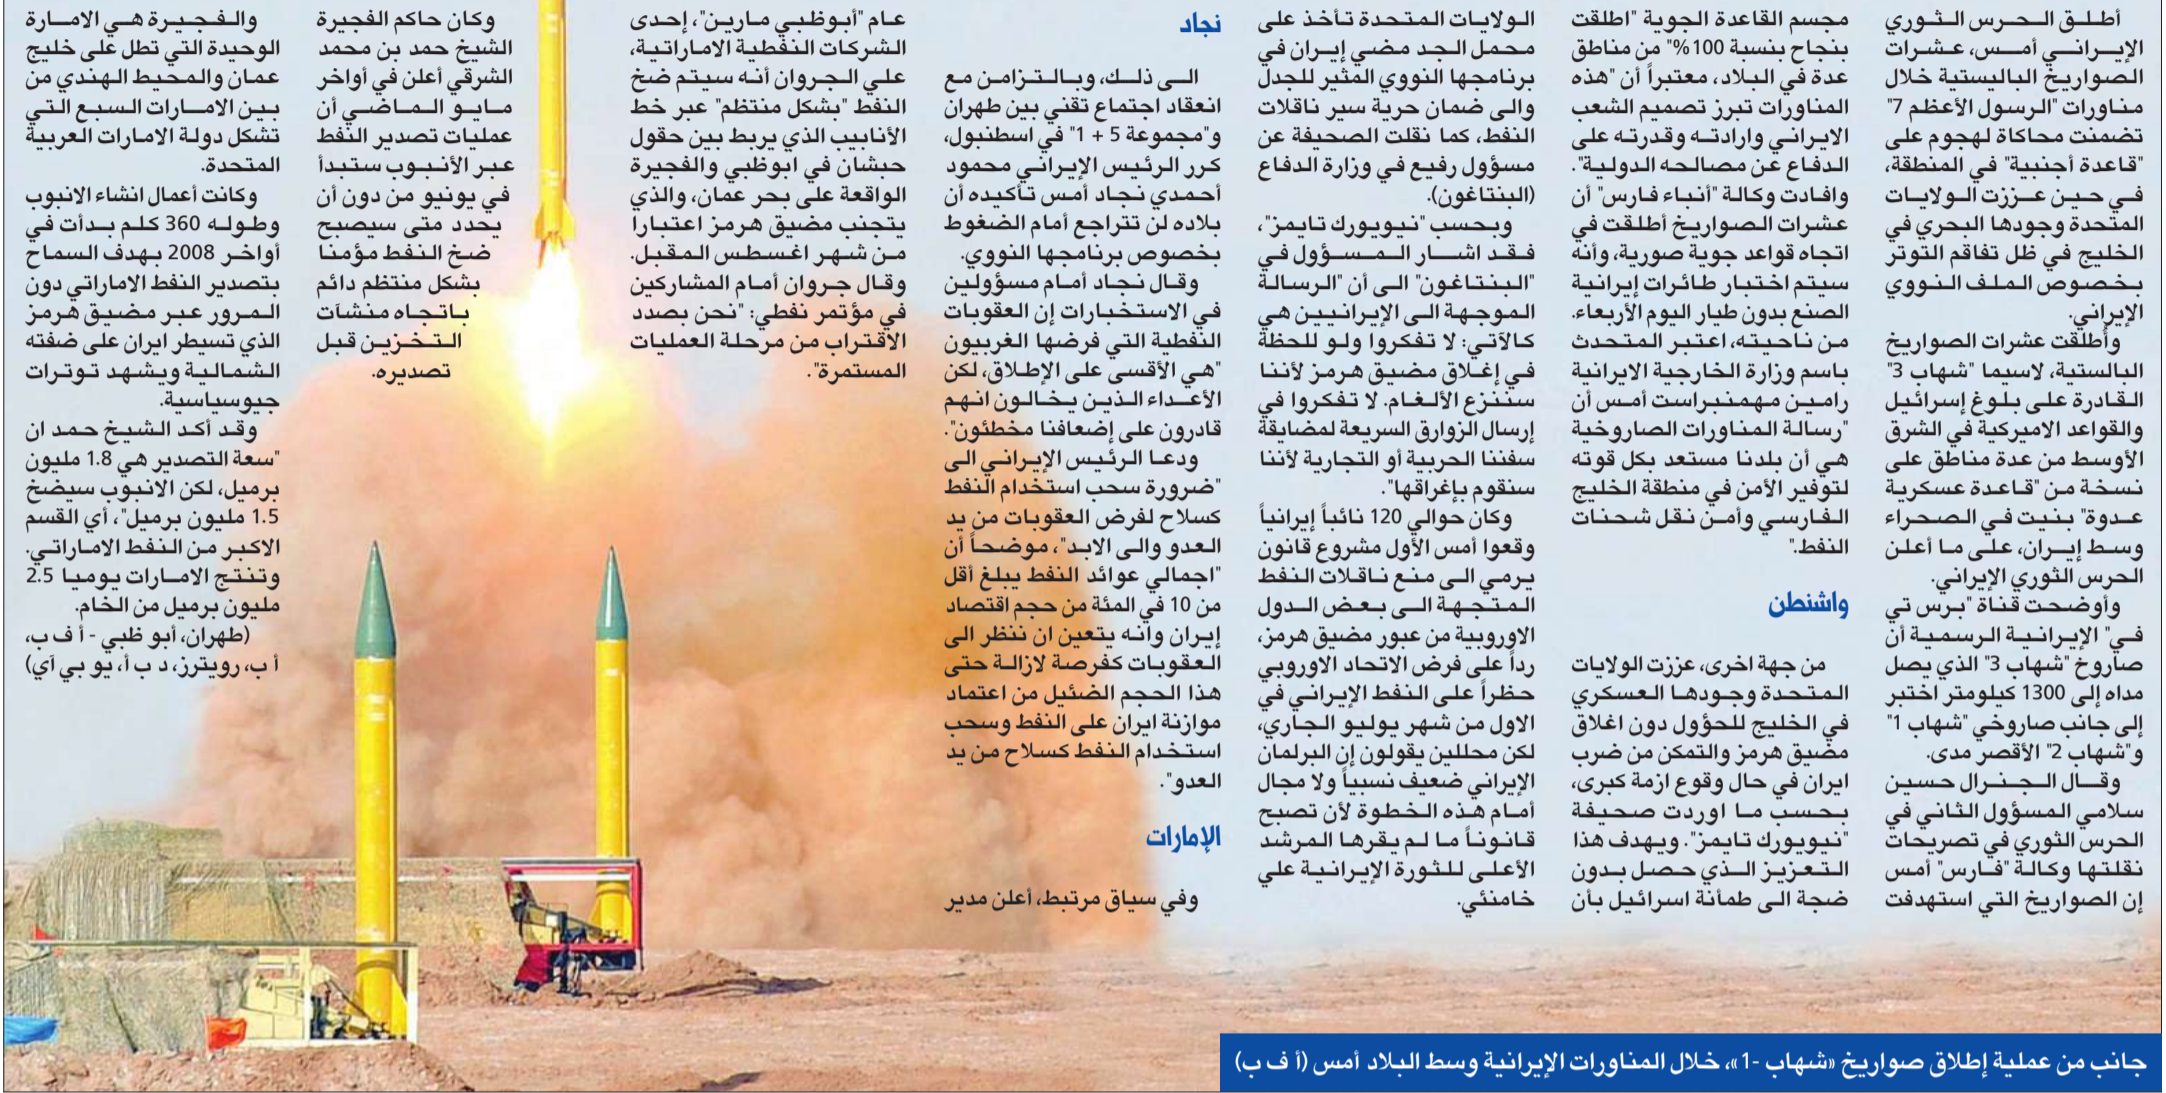 أطلق الحرس الثوري
الإيراني أمس، عشرات
الصواريخ الباليستية خلال
مناورات "الرسول الأعظم 7"
تضمنت محاكاة لهجوم على
"قاعدة أجنبية" في المنطقة،
في حين عززت الولايات
المتحدة وجودها البحري في
الخليج في ظل تفاقم التوتر
بخصوص الملف النووي
الإيراني.
وأُطلقت عشرات الصواريخ
البالستية، لاسيما "شهاب 3"
القادرة على بلوغ إسرائيل
والقواعد الاميركية في الشرق
الأوسط من عدة مناطق على
نسخة من "قاعدة عسكرية
عدوة" بنيت في الصحراء
وسط إيران، على ما أعلن
الحرس الثوري الإيراني.
وأوضحت قناة "برس تي
في" الإيرانية الرسمية أن
صاروخ "شهاب 3" الذي يصل
مداه إلى 1300 كيلومتر اختبر
إلى جانب صاروخي "شهاب 1"
و"شهاب 2" الأقصر مدى.
وقال الجنرال حسين
سلامي المسؤول الثاني في
الحرس الثوري في تصريحات
نقلتها وكالة "فارس" أمس
إن الصواريخ التي استهدفت
مجسم القاعدة الجوية "اطلقت
بنجاح بنسبة 100%" من مناطق
عدة في البلاد، معتبراً أن "هذه
المناورات تبرز تصميم الشعب
الايراني وارادته وقدرته على
الدفاع عن مصالحه الدولية".
وافادت وكالة "أنباء فارس" أن
عشرات الصواريخ أطلقت في
اتجاه قواعد جوية صورية، وأنه
سيتم اختبار طائرات إيرانية
الصنع بدون طيار اليوم الأربعاء.
من ناحيته، اعتبر المتحدث
باسم وزارة الخارجية الايرانية
رامين مهمنبراست أمس أن
"رسالة المناورات الصاروخية
هي أن بلدنا مستعد بكل قوته
لتوفير الأمن في منطقة الخليج
الفارسي وأمن نقل شحنات
النفط."
واشنطن
من جهة اخرى، عززت الولايات
المتحدة وجودها العسكري
في الخليج للحؤول دون اغلاق
مضيق هرمز والتمكن من ضرب
ايران في حال وقوع ازمة كبرى،
بحسب ما اوردت صحيفة
"نيويورك تايمز". ويهدف هذا
التعزيز الذي حصل بدون
ضجة الى طمأنة اسرائيل بأن
الولايات المتحدة تأخذ على
محمل الجد مضي إيران في
برنامجها النووي المثير للجدل
والى ضمان حرية سير ناقلات
النفط، كما نقلت الصحيفة عن
مسؤول رفيع في وزارة الدفاع
(البنتاغون).
وبحسب "نيويورك تايمز"،
فقد اشار المسؤول في
"البنتاغون" الى أن "الرسالة
الموجهة الى الإيرانيين هي
كالآتي: لا تفكروا ولو للحظة
في إغلاق مضيق هرمز لأننا
سننزع الألغام. لا تفكروا في
إرسال الزوارق السريعة لمضايقة
سفننا الحربية أو التجارية لأننا
سنقوم بإغراقها".
وكان حوالي 120 نائباً إيرانياً
وقعوا أمس الأول مشروع قانون
يرمي الى منع ناقلات النفط
المتجهة الى بعض الدول
الاوروبية من عبور مضيق هرمز،
رداً على فرض الاتحاد الاوروبي
حظراً على النفط الإيراني في
الاول من شهر يوليو الجاري،
لكن محللين يقولون إن البرلمان
الإيراني ضعيف نسبياً ولا مجال
أمام هذه الخطوة لأن تصبح
قانوناً ما لم يقرها المرشد
الأعلى للثورة الإيرانية علي
خامنئي.
نجاد
الى ذلك، وبالتزامن مع
انعقاد اجتماع تقني بين طهران
و"مجموعة 5 + 1" في اسطنبول،
كرر الرئيس الإيراني محمود
أحمدي نجاد أمس تأكيده أن
بلاده لن تتراجع أمام الضغوط
بخصوص برنامجها النووي.
وقال نجاد أمام مسؤولين
في الاستخبارات إن العقوبات
النفطية التي فرضها الغربيون
"هي الأقسى على الإطلاق، لكن
الأعداء الذين يخالون انهم
قادرون على إضعافنا مخطئون".
ودعا الرئيس الإيراني الى
"ضرورة سحب استخدام النفط
كسلاح لفرض العقوبات من يد
العدو والى الابد"، موضحاً أن
"اجمالي عوائد النفط يبلغ أقل
من 10 في المئة من حجم اقتصاد
إيران وانه يتعين ان ننظر الى
العقوبات كفرصة لازالة حتى
هذا الحجم الضئيل من اعتماد
موازنة ايران على النفط وسحب
استخدام النفط كسلاح من يد
العدو".
الإمارات
وفي سياق مرتبط، أعلن مدير
عام "أبوظبي مارين"، إحدى
الشركات النفطية الاماراتية،
علي الجروان أنه سيتم ضخ
النفط "بشكل منتظم" عبر خط
الأنابيب الذي يربط بين حقول
حبشان في ابوظبي والفجيرة
الواقعة على بحر عمان، والذي
يتجنب مضيق هرمز اعتبارا
من شهر اغسطس المقبل.
وقال جروان أمام المشاركين
في مؤتمر نفطي: "نحن بصدد
الاقتراب من مرحلة العمليات
المستمرة".
وكان حاكم الفجيرة
الشيخ حمد بن محمد
الشرقي أعلن في أواخر
مايو الماضي أن
عمليات تصدير النفط
عبر الأنبوب ستبدأ
في يونيو من دون أن
يحدد متى سيصبح
ضخ النفط مؤمنا
بشكل منتظم دائم
باتجاه منشآت
التخزين قبل
تصديره.
والفجيرة هي الامارة
الوحيدة التي تطل على خليج
عمان والمحيط الهندي من
بين الامارات السبع التي
تشكل دولة الامارات العربية
المتحدة.
وكانت أعمال انشاء الانبوب
وطوله 360 كلم بدأت في
أواخر 2008 بهدف السماح
بتصدير النفط الاماراتي دون
المرور عبر مضيق هرمز
الذي تسيطر ايران على ضفته
الشمالية ويشهد توترات
جيوسياسية.
وقد أكد الشيخ حمد ان
"سعة التصدير هي 1.8 مليون
برميل، لكن الانبوب سيضخ
1.5 مليون برميل"، أي القسم
الاكبر من النفط الاماراتي.
وتنتج الامارات يوميا 2.5
مليون برميل من الخام.
(طهران، أبو ظبي - أ ف ب،
أ ب، رويترز، د ب أ، يو بي آي)
جانب من عملية إطلاق صواريخ «شهاب -1»، خلال المناورات الإيرانية وسط البلاد أمس (أ ف ب)